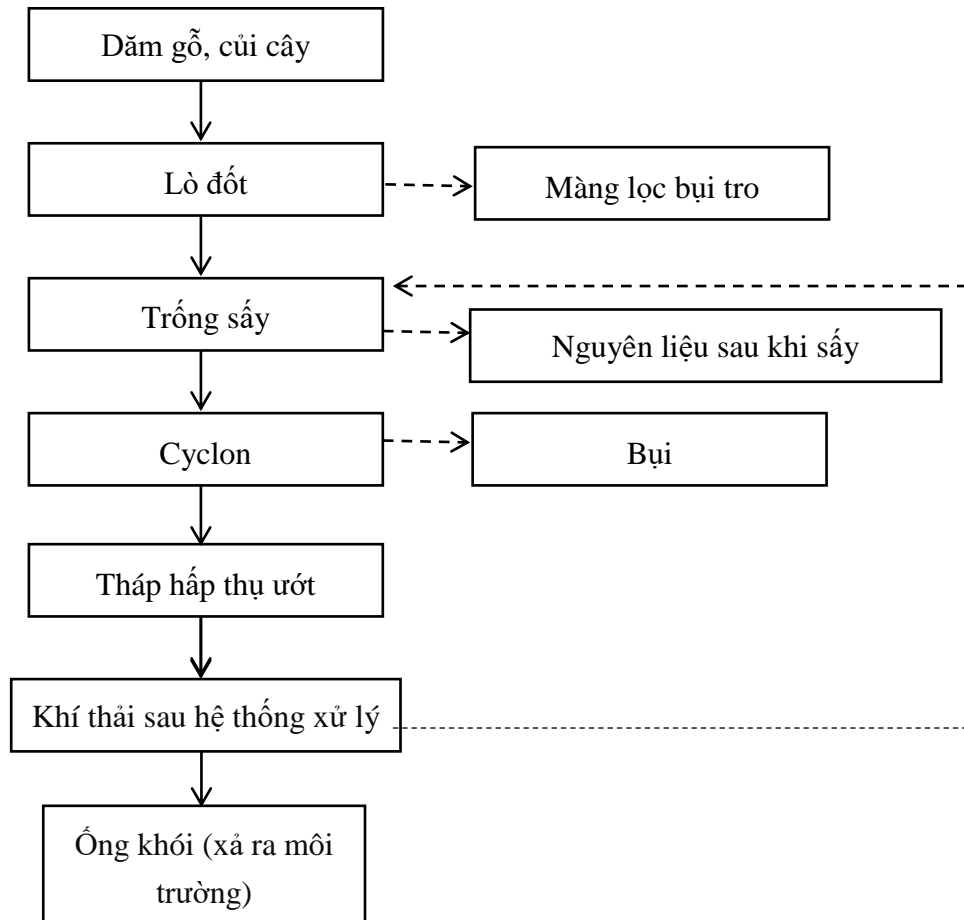 Dăm gỗ, củi cây
Lò đốt
Màng lọc bụi tro
Trống sấy
Nguyên liệu sau khi sấy
Cyclon
Bụi
Tháp hấp thụ ướt
Khí thải sau hệ thống xử lý
Ống khói (xả ra môi
trường)